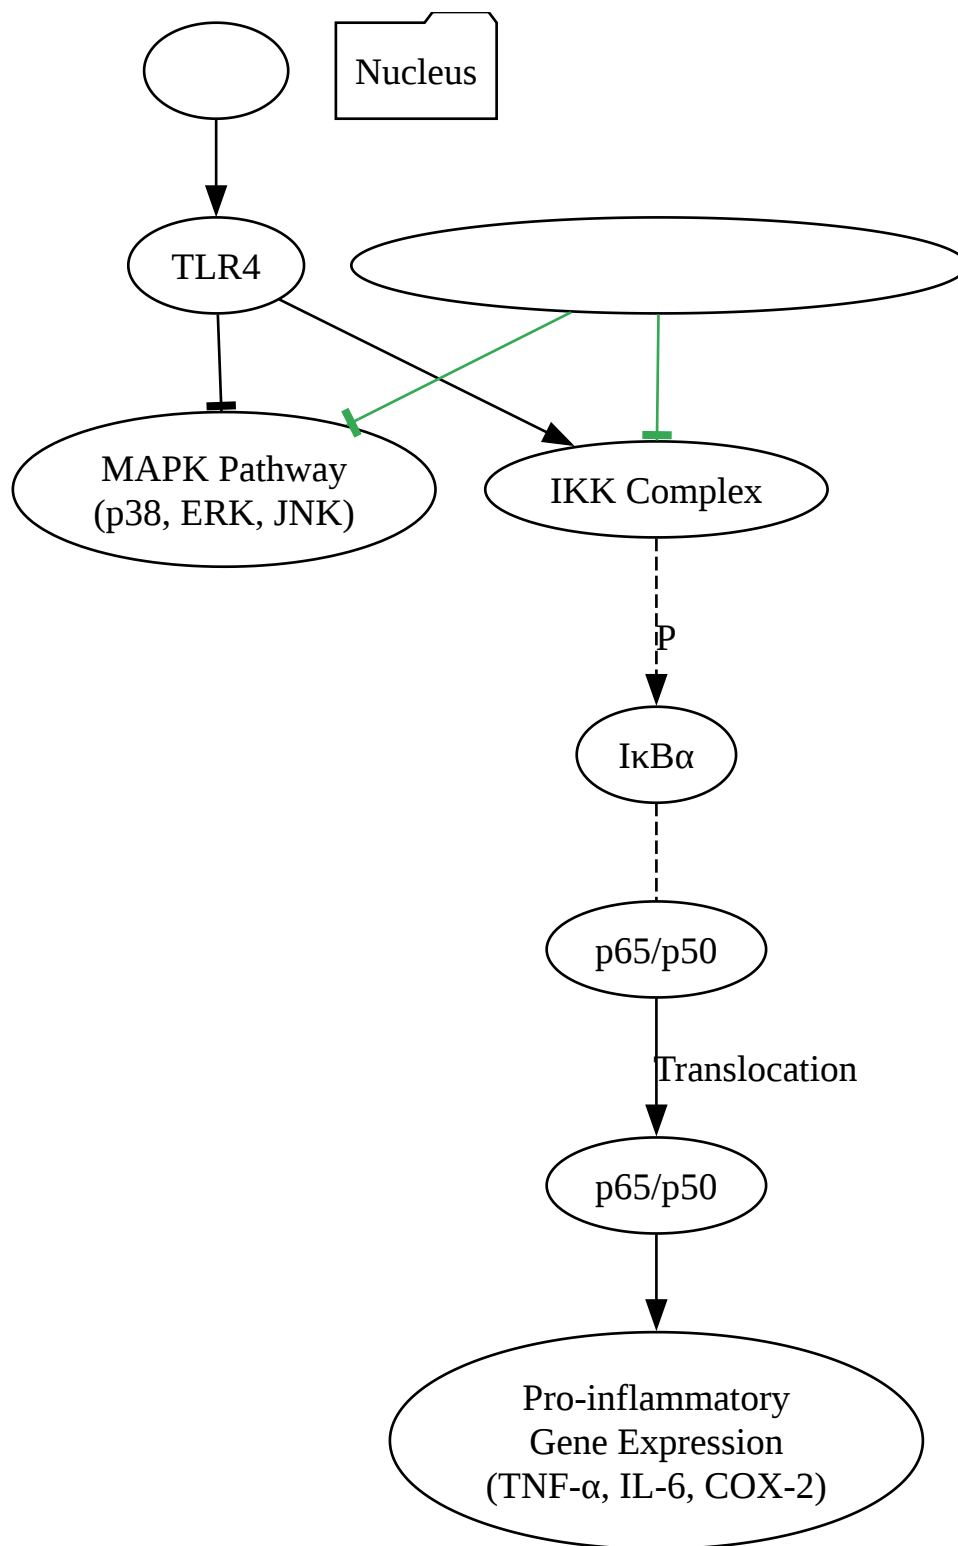 Nucleus
TLR4
MAPK Pathway
(p38, ERK, JNK)
IKK Complex
P
IκBα
p65/p50
Translocation
p65/p50
Pro-inflammatory
Gene Expression
(TNF-α, IL-6, COX-2)